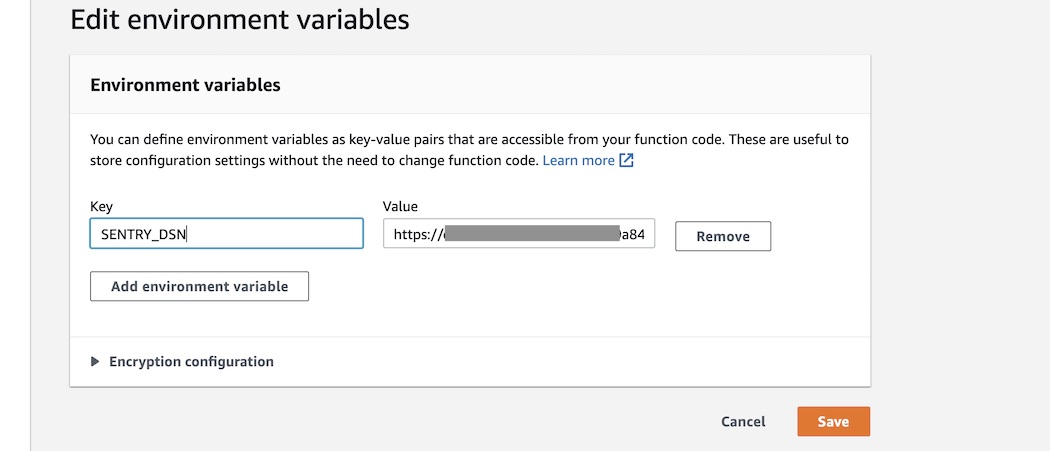 Edit environment variables
Environment variables
You can define environment variables as key-value pairs that are accessible from your function code. These are useful to
store configuration settings without the need to change function code. Learn more
Key
Value
SENTRY_DSN
https:// a84
Remove
Add environment variable
Encryption configuration
Cancel
Save